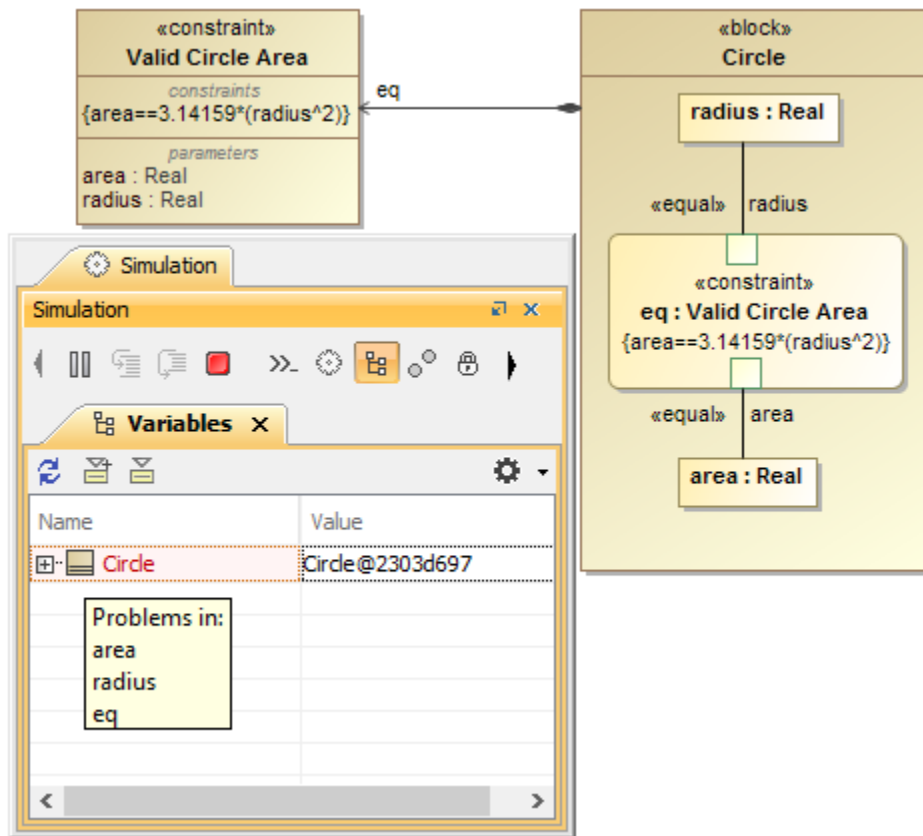 «constraint»
Valid Circle Area
constraints
{area==3.14159*(radius^2)}
parameters
area : Real
radius : Real
eq
«block»
Circle
radius : Real
«equal» radius
«constraint»
eq : Valid Circle Area
{area==3.14159*(radius^2)}
«equal» area
area : Real
Simulation
Simulation
Variables
Name Value
Circle Circle@2303d697
Problems in:
area
radius
eq